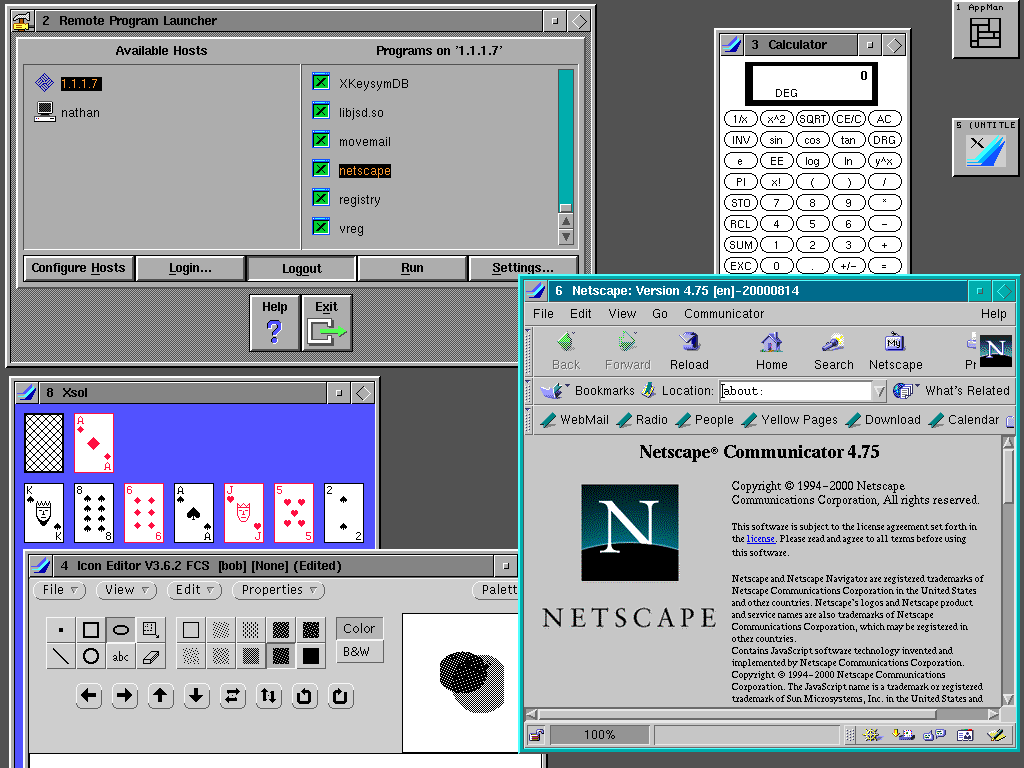 2 Remote Program Launcher
Available Hosts
1.1.1.7
nathan
Programs on '1.1.1.7'
XKeysymDB
libjsd.so
movemail
netscape
registry
vreg
Configure Hosts Login... Logout Run Settings...
Help Exit
3 Calculator
0
DEG
1/x x^2 SQRT CE/C AC
INV sin cos tan DRG
e EE log ln y^x
PI x! ( ) /
STO 7 8 9 *
RCL 4 5 6 -
SUM 1 2 3 +
EXC 0 . +/- =
1 AppMan
5 (UNTITLE
X
8 Xsol
A
A
K 8 6 A J 5 2
K 8 6 A J 5 2
4 Icon Editor V3.6.2 FCS [bob] [None] (Edited)
File View Edit Properties Palett
abc
Color
B&W
6 Netscape: Version 4.75 [en]-20000814
File Edit View Go Communicator Help
My
N
Back Forward Reload Home Search Netscape Pr
Bookmarks Location: about: What's Related
WebMail Radio People Yellow Pages Download Calendar
Netscape® Communicator 4.75
N
NETSCAPE
Copyright © 1994-2000 Netscape
Communications Corporation, All rights reserved.
This software is subject to the license agreement set forth in
the license. Please read and agree to all terms before using
this software.
Netscape and Netscape Navigator are registered trademarks of
Netscape Communications Corporation in the United States
and other countries. Netscape's logos and Netscape product
and service names are also trademarks of Netscape
Communications Corporation, which may be registered in
other countries.
Contains JavaScript software technology invented and
implemented by Netscape Communications Corporation.
Copyright © 1994-2000 Netscape Communications
Corporation. The JavaScript name is a trademark or registered
trademark of Sun Microsystems, Inc. in the United States and
100%